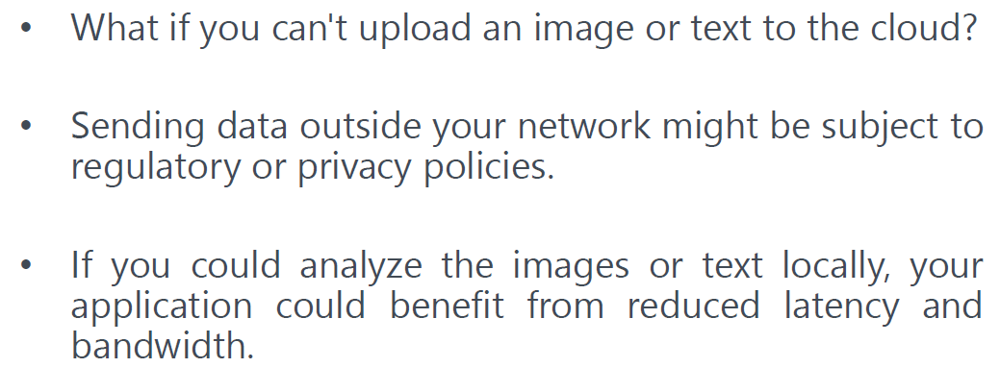 • What if you can't upload an image or text to the cloud?
• Sending data outside your network might be subject to
regulatory or privacy policies.
• If you could analyze the images or text locally, your
application could benefit from reduced latency and
bandwidth.